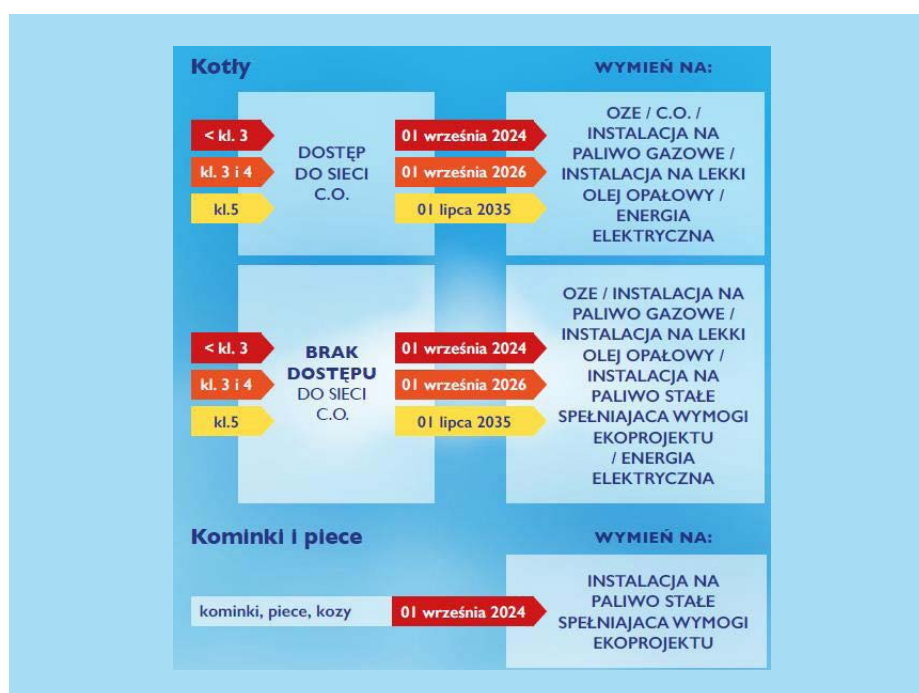 Kotły
WYMIEŃ NA:
< kl. 3
kl. 3 i 4
kl.5
DOSTĘP
DO SIECI
C.O.
01 września 2024
01 września 2026
01 lipca 2035
OZE / C.O. /
INSTALACJA NA
PALIWO GAZOWE /
INSTALACJA NA LEKKI
OLEJ OPAŁOWY /
ENERGIA
ELEKTRYCZNA
< kl. 3
kl. 3 i 4
kl.5
BRAK
DOSTĘPU
DO SIECI
C.O.
01 września 2024
01 września 2026
01 lipca 2035
OZE / INSTALACJA NA
PALIWO GAZOWE /
INSTALACJA NA LEKKI
OLEJ OPAŁOWY /
INSTALACJA NA
PALIWO STAŁE
SPEŁNIAJACA WYMOGI
EKOPROJEKTU
/ ENERGIA
ELEKTRYCZNA
Kominki i piece
WYMIEŃ NA:
kominki, piece, kozy
01 września 2024
INSTALACJA NA
PALIWO STAŁE
SPEŁNIAJACA WYMOGI
EKOPROJEKTU